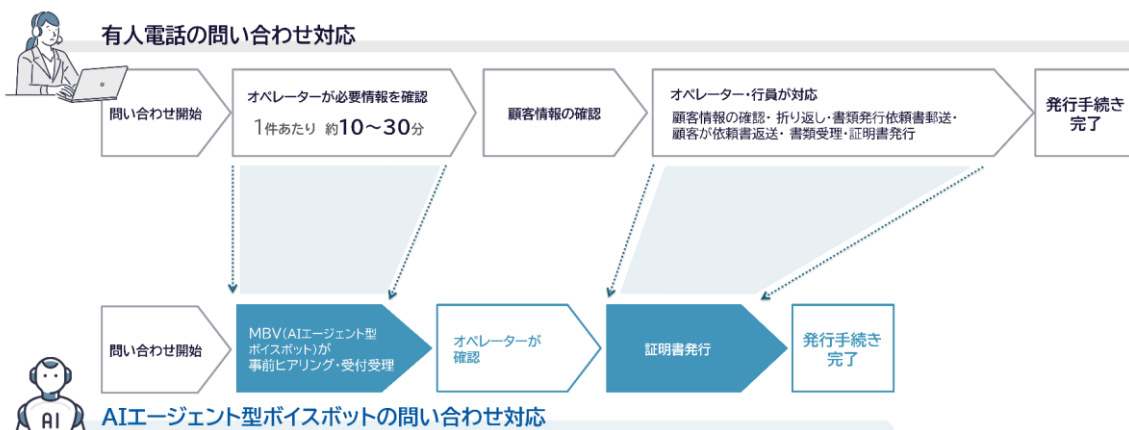 有人電話の問い合わせ対応
問い合わせ開始
オペレーターが必要情報を確認
1件あたり 約10〜30分
顧客情報の確認
オペレーター・行員が対応
顧客情報の確認・折り返し・書類発行依頼書郵送・
顧客が依頼書返送・書類受理・証明書発行
発行手続き
完了
問い合わせ開始
MBV(AIエージェント型
ボイスボット)が
事前ヒアリング・受付受理
オペレーターが
確認
証明書発行
発行手続き
完了
AI
AIエージェント型ボイスボットの問い合わせ対応